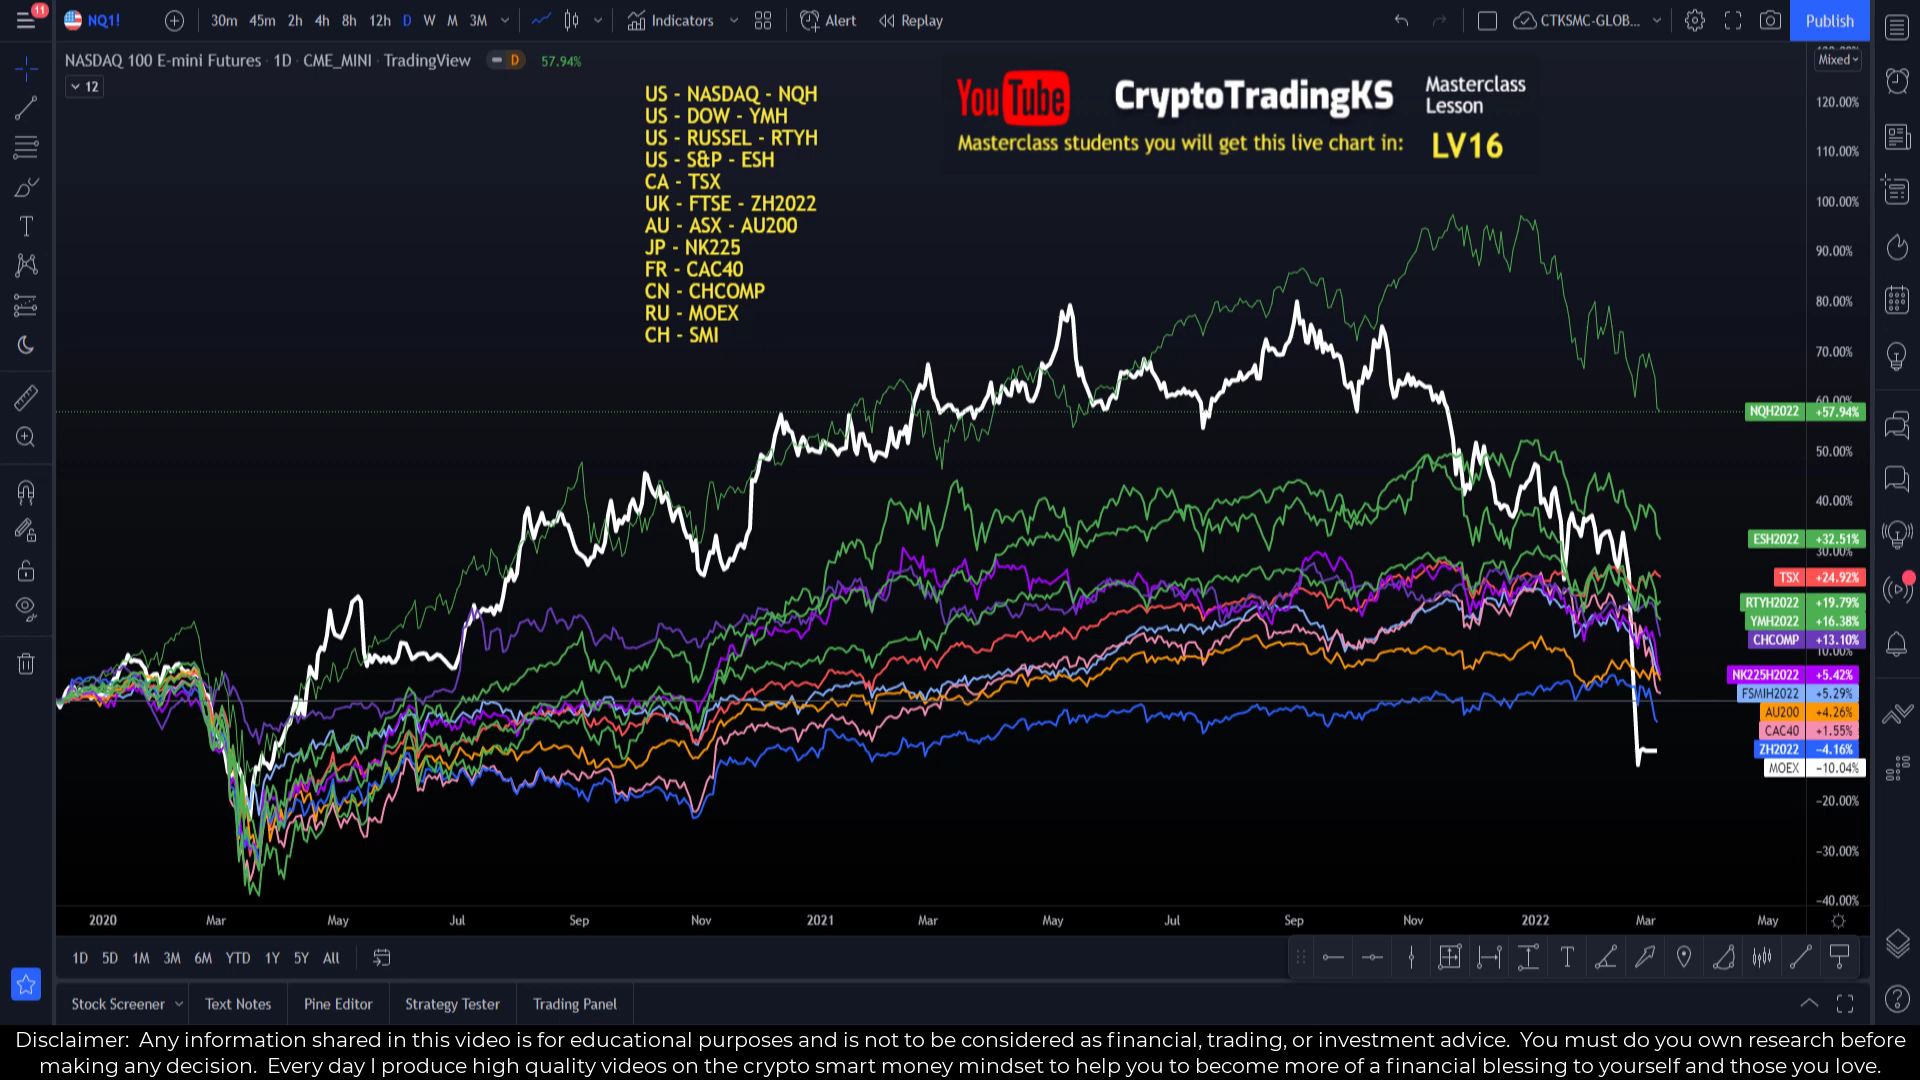 11
NQ1!
30m 45m 2h 4h 8h 12h D W M 3M
Indicators
Alert
Replay
CTKSMC-GLOB...
Publish
NASDAQ 100 E-mini Futures · 1D · CME_MINI · TradingView
D
57.94%
12
US - NASDAQ - NQH
US - DOW - YMH
US - RUSSEL - RTYH
US - S&P - ESH
CA - TSX
UK - FTSE - ZH2022
AU - ASX - AU200
JP - NK225
FR - CAC40
CN - CHCOMP
RU - MOEX
CH - SMI
YouTube CryptoTradingKS Masterclass Lesson
Masterclass students you will get this live chart in: LV16
Mixed
120.00%
110.00%
100.00%
90.00%
80.00%
70.00%
60.00%
NQH2022 +57.94%
50.00%
40.00%
ESH2022 +32.51%
30.00%
TSX +24.92%
RTYH2022 +19.79%
YMH2022 +16.38%
CHCOMP +13.10%
10.00%
NK225H2022 +5.42%
FSMIH2022 +5.29%
AU200 +4.26%
CAC40 +1.55%
ZH2022 −4.16%
MOEX −10.04%
−20.00%
−30.00%
−40.00%
2020 Mar May Jul Sep Nov 2021 Mar May Jul Sep Nov 2022 Mar May
1D 5D 1M 3M 6M YTD 1Y 5Y All
Stock Screener Text Notes Pine Editor Strategy Tester Trading Panel
Disclaimer: Any information shared in this video is for educational purposes and is not to be considered as financial, trading, or investment advice. You must do you own research before
making any decision. Every day I produce high quality videos on the crypto smart money mindset to help you to become more of a financial blessing to yourself and those you love.